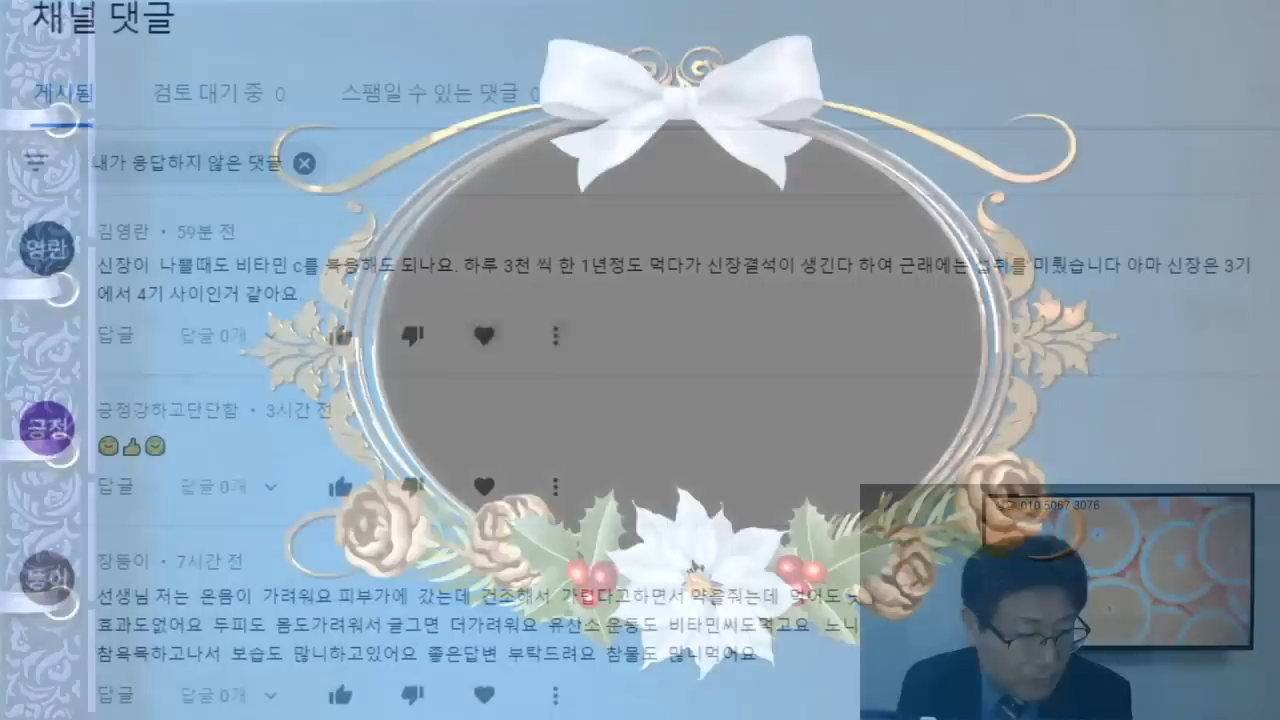 채널 댓글
게시됨 검토 대기 중 0 스팸일 수 있는 댓글 0
내가 응답하지 않은 댓글
영란 김영란 • 59분 전
신장이 나쁠때도 비타민 c를 복용해도 되나요. 하루 3천 씩 한 1년정도 먹다가 신장결석이 생긴다 하여 근래에는 를 미뤘습니다 아마 신장은 3기
에서 4기 사이인거 같아요
답글 답글 0개
긍정 긍정강하고단단함 • 3시간 전
답글 답글 0개
010 5067 3076
장똥이 • 7시간 전
선생님 저는 온몸이 가려워요 피부가에 갔는데 건조해서 가렵다고하면서 약을줘는데 먹어도
효과도없어요 두피도 몸도가려워서 글그면 더가려워요 유산소 운동도 비타민씨도먹고요 노니
참욕목하고나서 보습도 많니하고있어요 좋은답변 부탁드려요 참물도 많니먹어요
답글 답글 0개